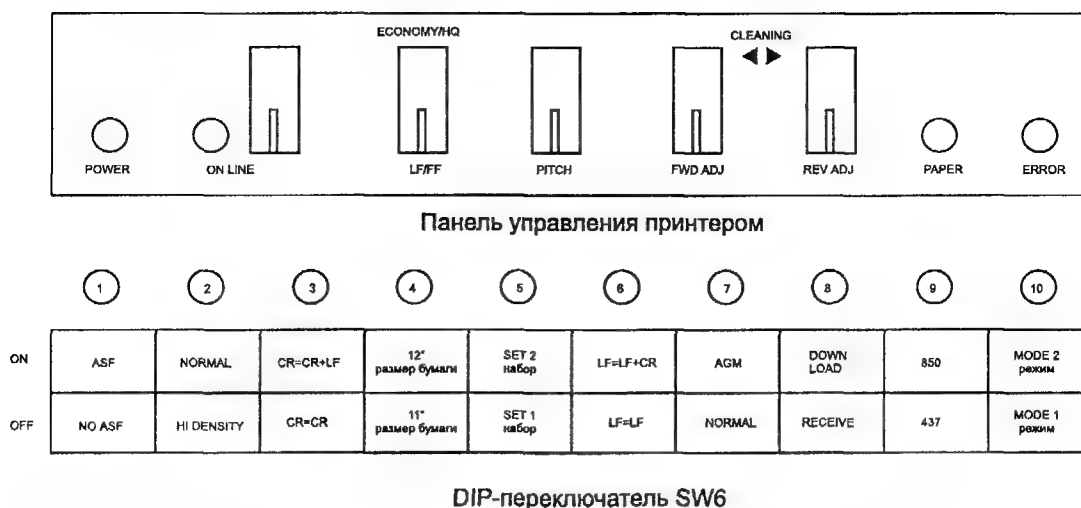 ECONOMY/HQ CLEANING
POWER ON LINE LF/FF PITCH FWD ADJ REV ADJ PAPER ERROR
Панель управления принтером
1 2 3 4 5 6 7 8 9 10
ON ASF NORMAL CR=CR+LF 12" размер бумаги SET 2 набор LF=LF+CR AGM DOWN LOAD 850 MODE 2 режим
OFF NO ASF HI DENSITY CR=CR 11" размер бумаги SET 1 набор LF=LF NORMAL RECEIVE 437 MODE 1 режим
DIP-переключатель SW6